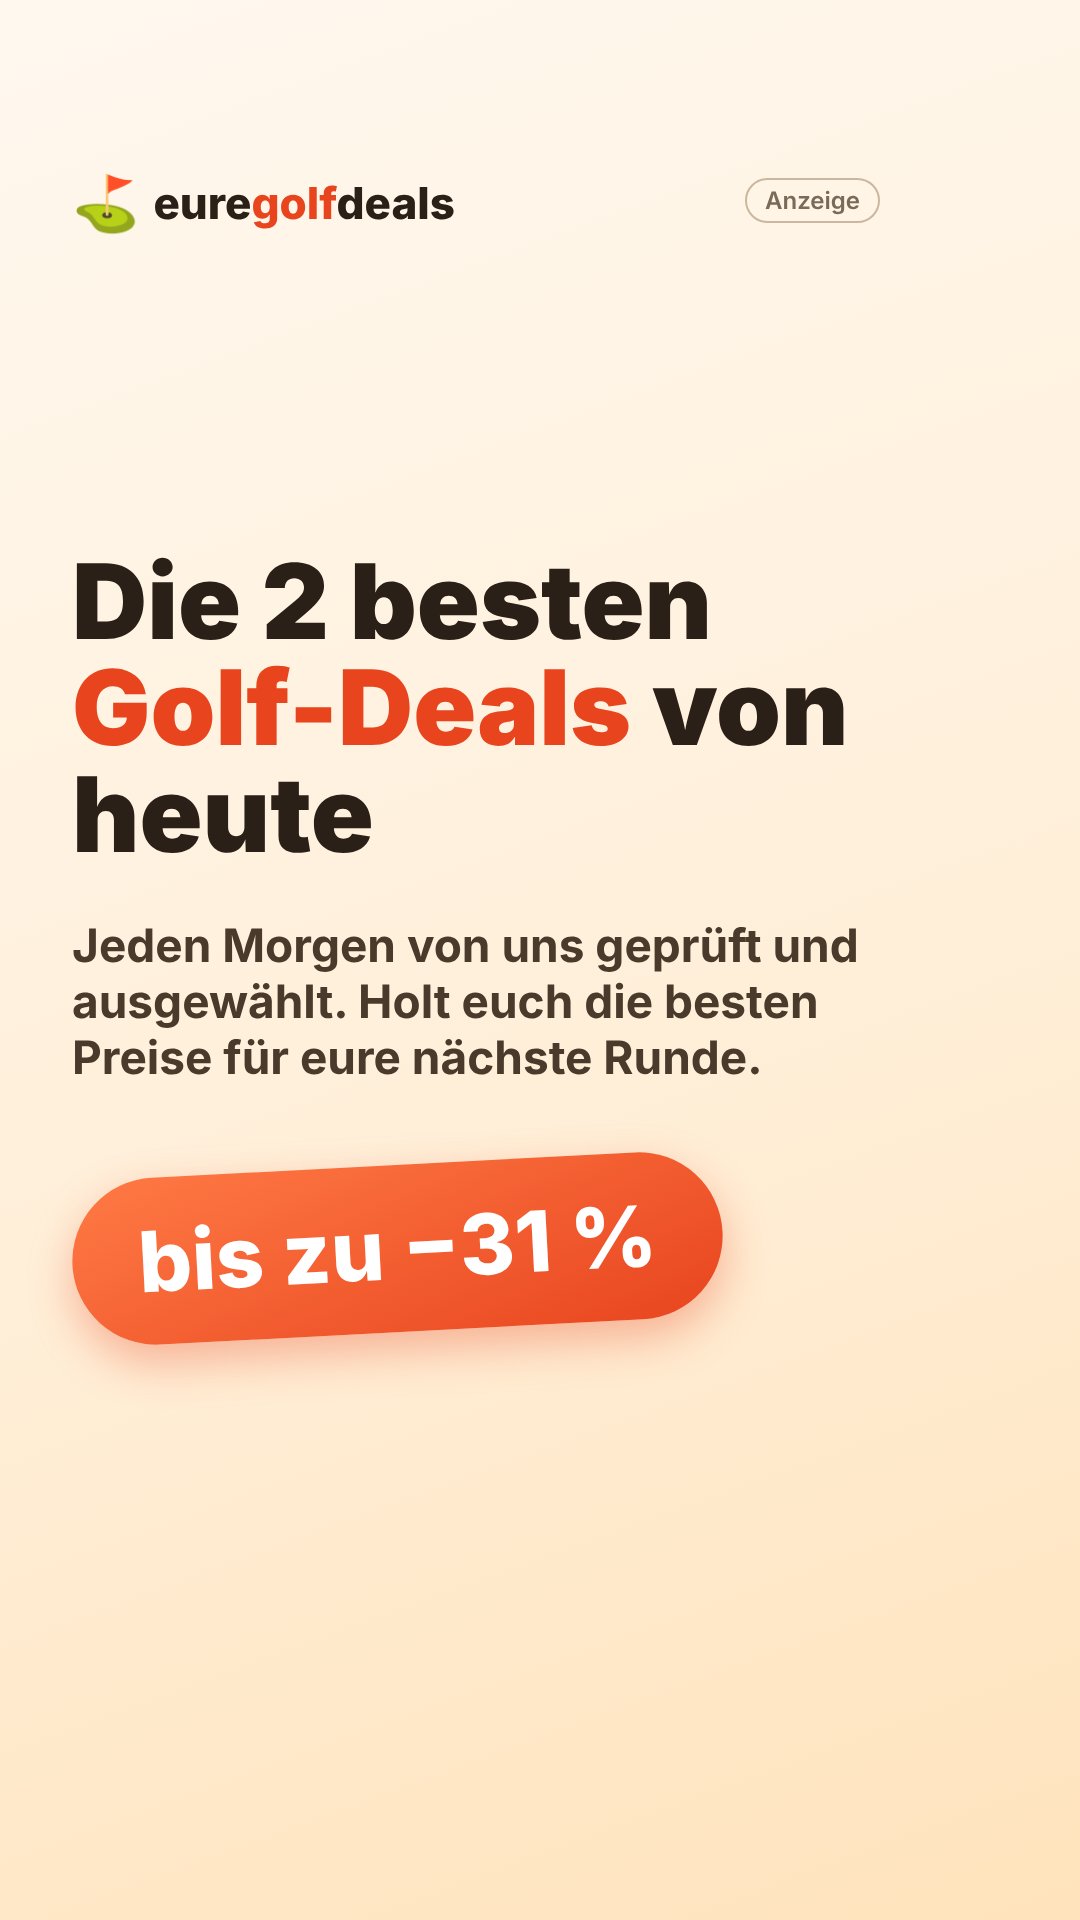 euregolfdeals
Anzeige
Die 2 besten
Golf-Deals von
heute
Jeden Morgen von uns geprüft und
ausgewählt. Holt euch die besten
Preise für eure nächste Runde.
bis zu −31 %